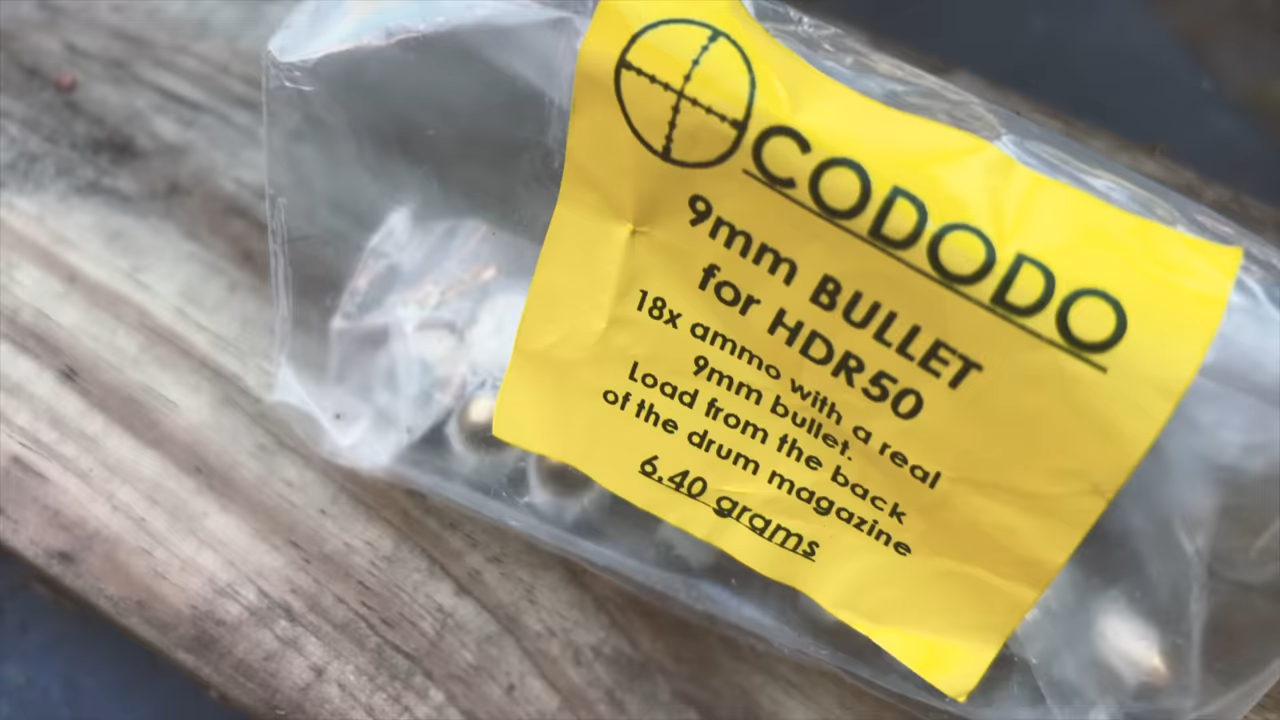 CODODO
9mm BULLET
for HDR50
18x ammo with a real
9mm bullet.
Load from the back
of the drum magazine
6.40 grams